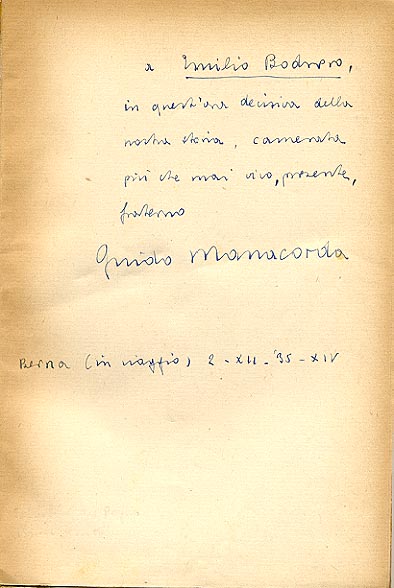 a Emilio Bodrero,
in quest'ora decisiva della
nostra storia, camerata
più che mai vivo, presente,
fraterno
Guido Manacorda
Berna (in viaggio) 2-XII-'35-XIV